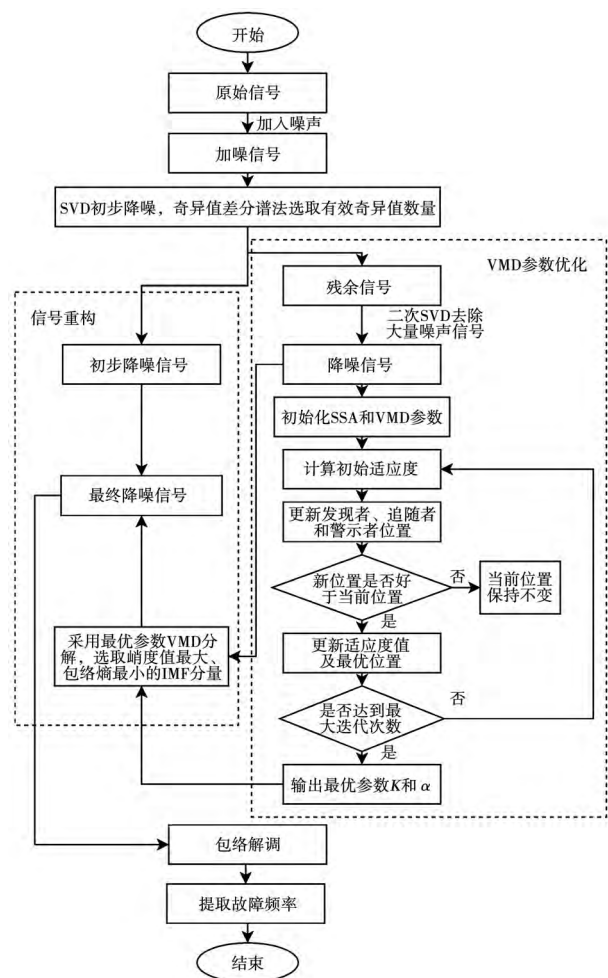 开始
原始信号
加入噪声
加噪信号
SVD初步降噪，奇异值差分谱法选取有效奇异值数量
VMD参数优化
残余信号
二次SVD去除
大量噪声信号
信号重构
初步降噪信号
降噪信号
初始化SSA和VMD参数
计算初始适应度
最终降噪信号
更新发现者、追随者
和警示者位置
新位置是否好
于当前位置
否
当前位置
保持不变
是
采用最优参数VMD分
解，选取峭度值最大、
包络熵最小的IMF分量
更新适应度值
及最优位置
是否达到最
大迭代次数
否
是
输出最优参数K和α
包络解调
提取故障频率
结束